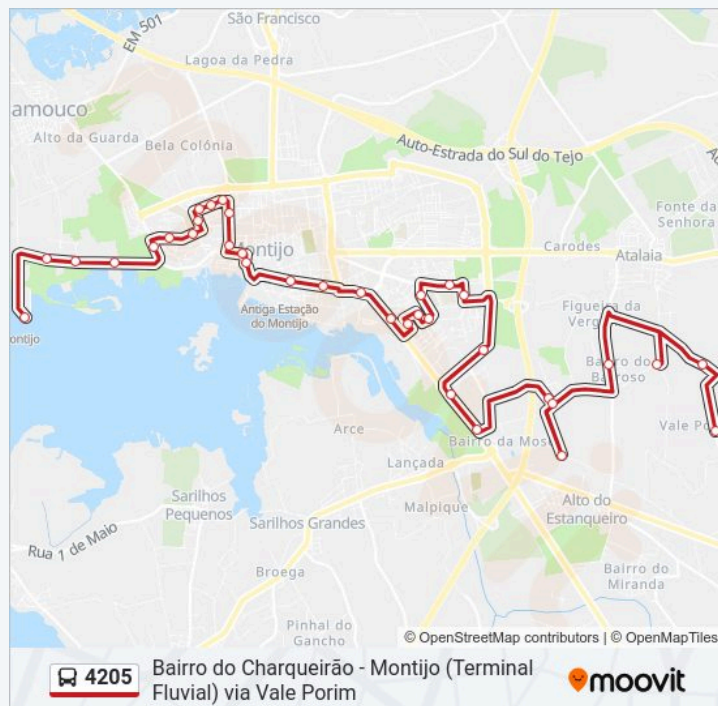 EM 501
São Francisco
Lagoa da Pedra
amouco
Alto da Guarda
Bela Colónia
Auto-Estrada do Sul do Tejo
Fonte da
Senhora
Montijo
Carodes
Atalaia
Antiga Estação
do Montijo
Figueira da
Verg
ontijo
Bairro do
Barroso
Arce
Bairro da Mos
Vale Po
Lançada
Sarilhos
Pequenos
Malpique
Alto do
Estanqueiro
Sarilhos Grandes
Rua 1 de Maio
Broega
Bairro do
Miranda
Pinhal do
Gancho
© OpenStreetMap contributors | © OpenMapTiles
4205
Bairro do Charqueirão - Montijo (Terminal
Fluvial) via Vale Porim
moovit